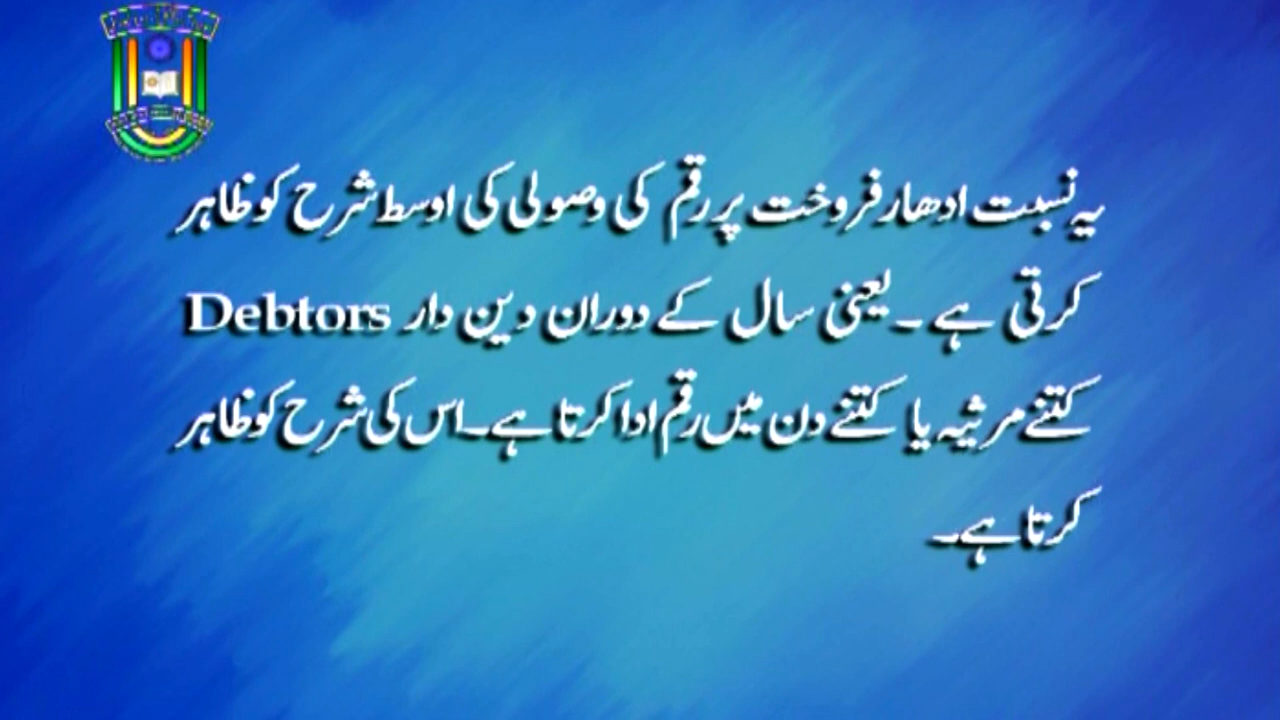 یہ نسبت ادھار فروخت پر رقم کی وصولی کی اوسط شرح کو ظاہر
کرتی ہے ۔ یعنی سال کے دوران دین دار Debtors
کتنے مرثیہ یا کتنے دن میں رقم ادا کرتا ہے۔ اس کی شرح کو ظاہر
کرتا ہے۔